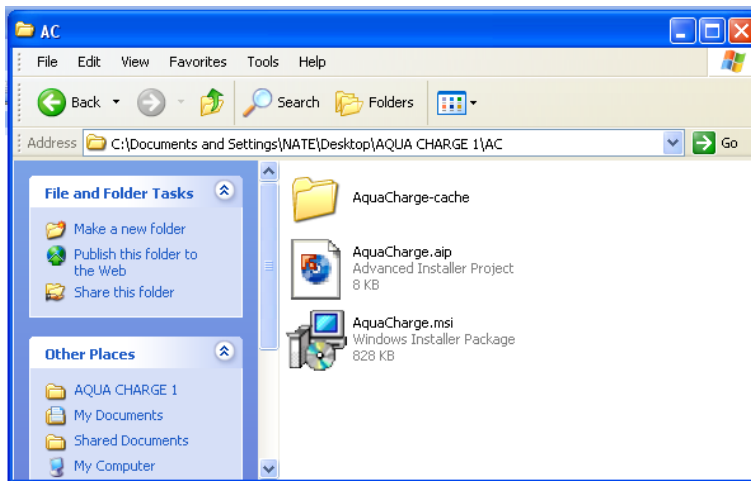 AC
File Edit View Favorites Tools Help
Back Search Folders
Address C:\Documents and Settings\NATE\Desktop\AQUA CHARGE 1\AC Go
File and Folder Tasks
Make a new folder
Publish this folder to
the Web
Share this folder
Other Places
AQUA CHARGE 1
My Documents
Shared Documents
My Computer
AquaCharge-cache
AquaCharge.aip
Advanced Installer Project
8 KB
AquaCharge.msi
Windows Installer Package
828 KB